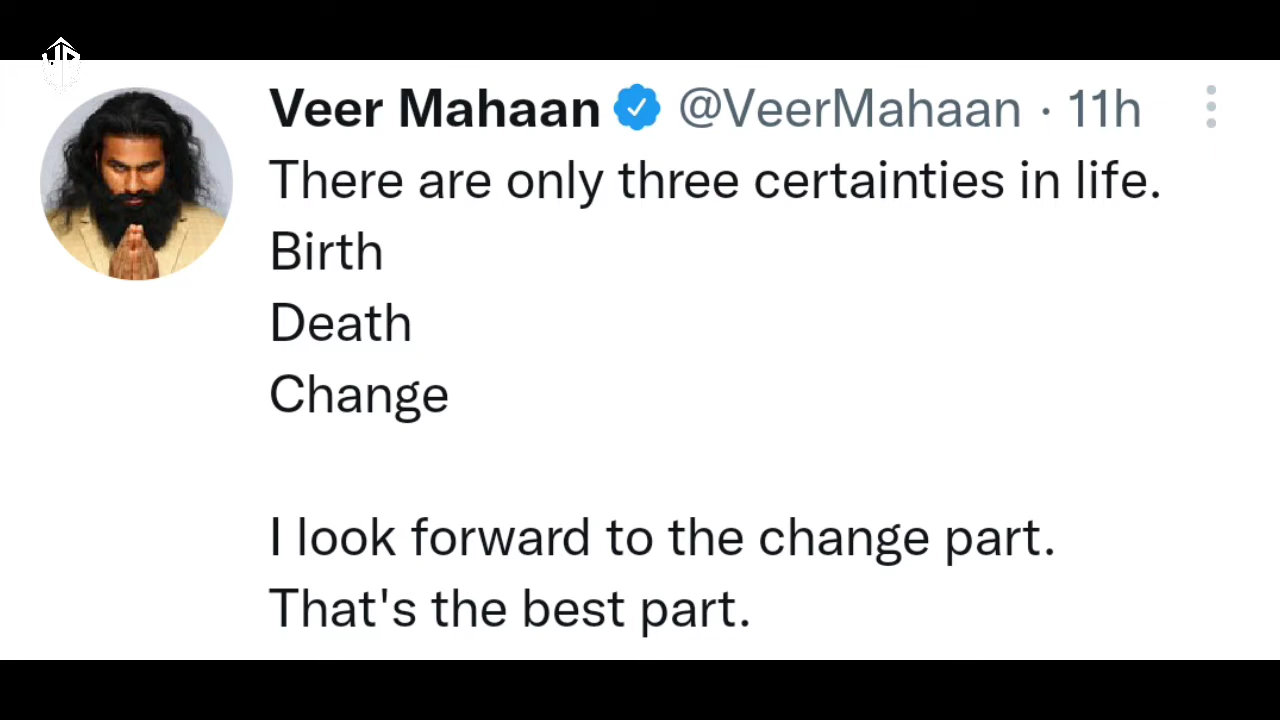 Veer Mahaan @VeerMahaan · 11h
There are only three certainties in life.
Birth
Death
Change
I look forward to the change part.
That's the best part.